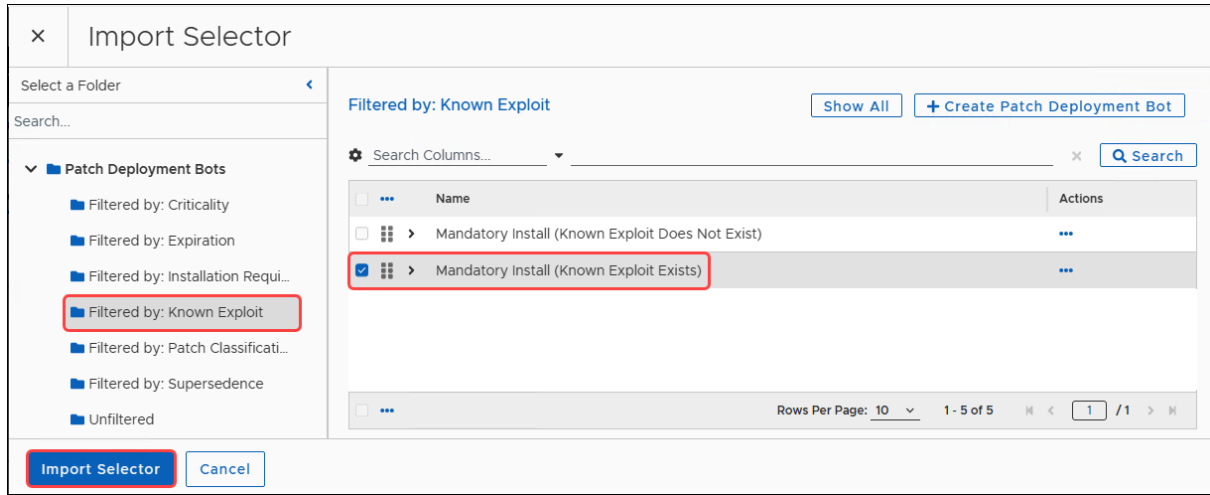 Import Selector
Select a Folder
Search...
Patch Deployment Bots
Filtered by: Criticality
Filtered by: Expiration
Filtered by: Installation Requi...
Filtered by: Known Exploit
Filtered by: Patch Classificati...
Filtered by: Supersedence
Unfiltered
Filtered by: Known Exploit
Show All
+ Create Patch Deployment Bot
Search Columns...
Search
Name Actions
Mandatory Install (Known Exploit Does Not Exist)
Mandatory Install (Known Exploit Exists)
Rows Per Page: 10 1 - 5 of 5 1 / 1
Import Selector Cancel